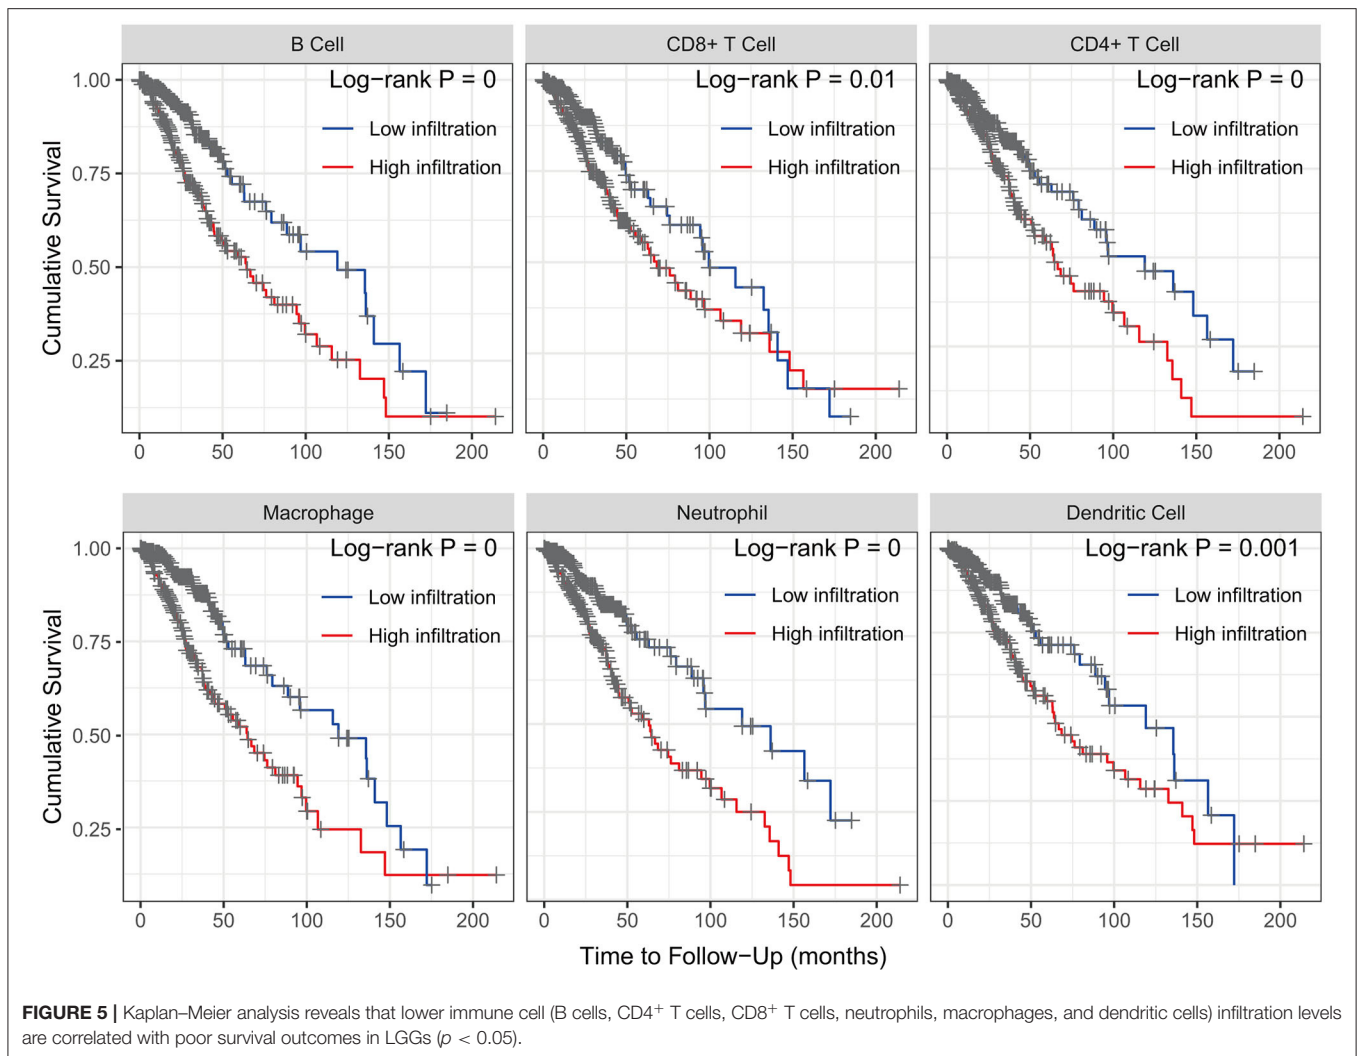 B Cell
CD8+ T Cell
CD4+ T Cell
Log−rank P = 0
Log−rank P = 0.01
Log−rank P = 0
Low infiltration
High infiltration
Low infiltration
High infiltration
Low infiltration
High infiltration
Cumulative Survival
1.00
0.75
0.50
0.25
0 50 100 150 200
0 50 100 150 200
0 50 100 150 200
Macrophage
Neutrophil
Dendritic Cell
Log−rank P = 0
Log−rank P = 0
Log−rank P = 0.001
Low infiltration
High infiltration
Low infiltration
High infiltration
Low infiltration
High infiltration
Cumulative Survival
1.00
0.75
0.50
0.25
0 50 100 150 200
0 50 100 150 200
0 50 100 150 200
Time to Follow−Up (months)
FIGURE 5 | Kaplan–Meier analysis reveals that lower immune cell (B cells, CD4+ T cells, CD8+ T cells, neutrophils, macrophages, and dendritic cells) infiltration levels
are correlated with poor survival outcomes in LGGs (p < 0.05).